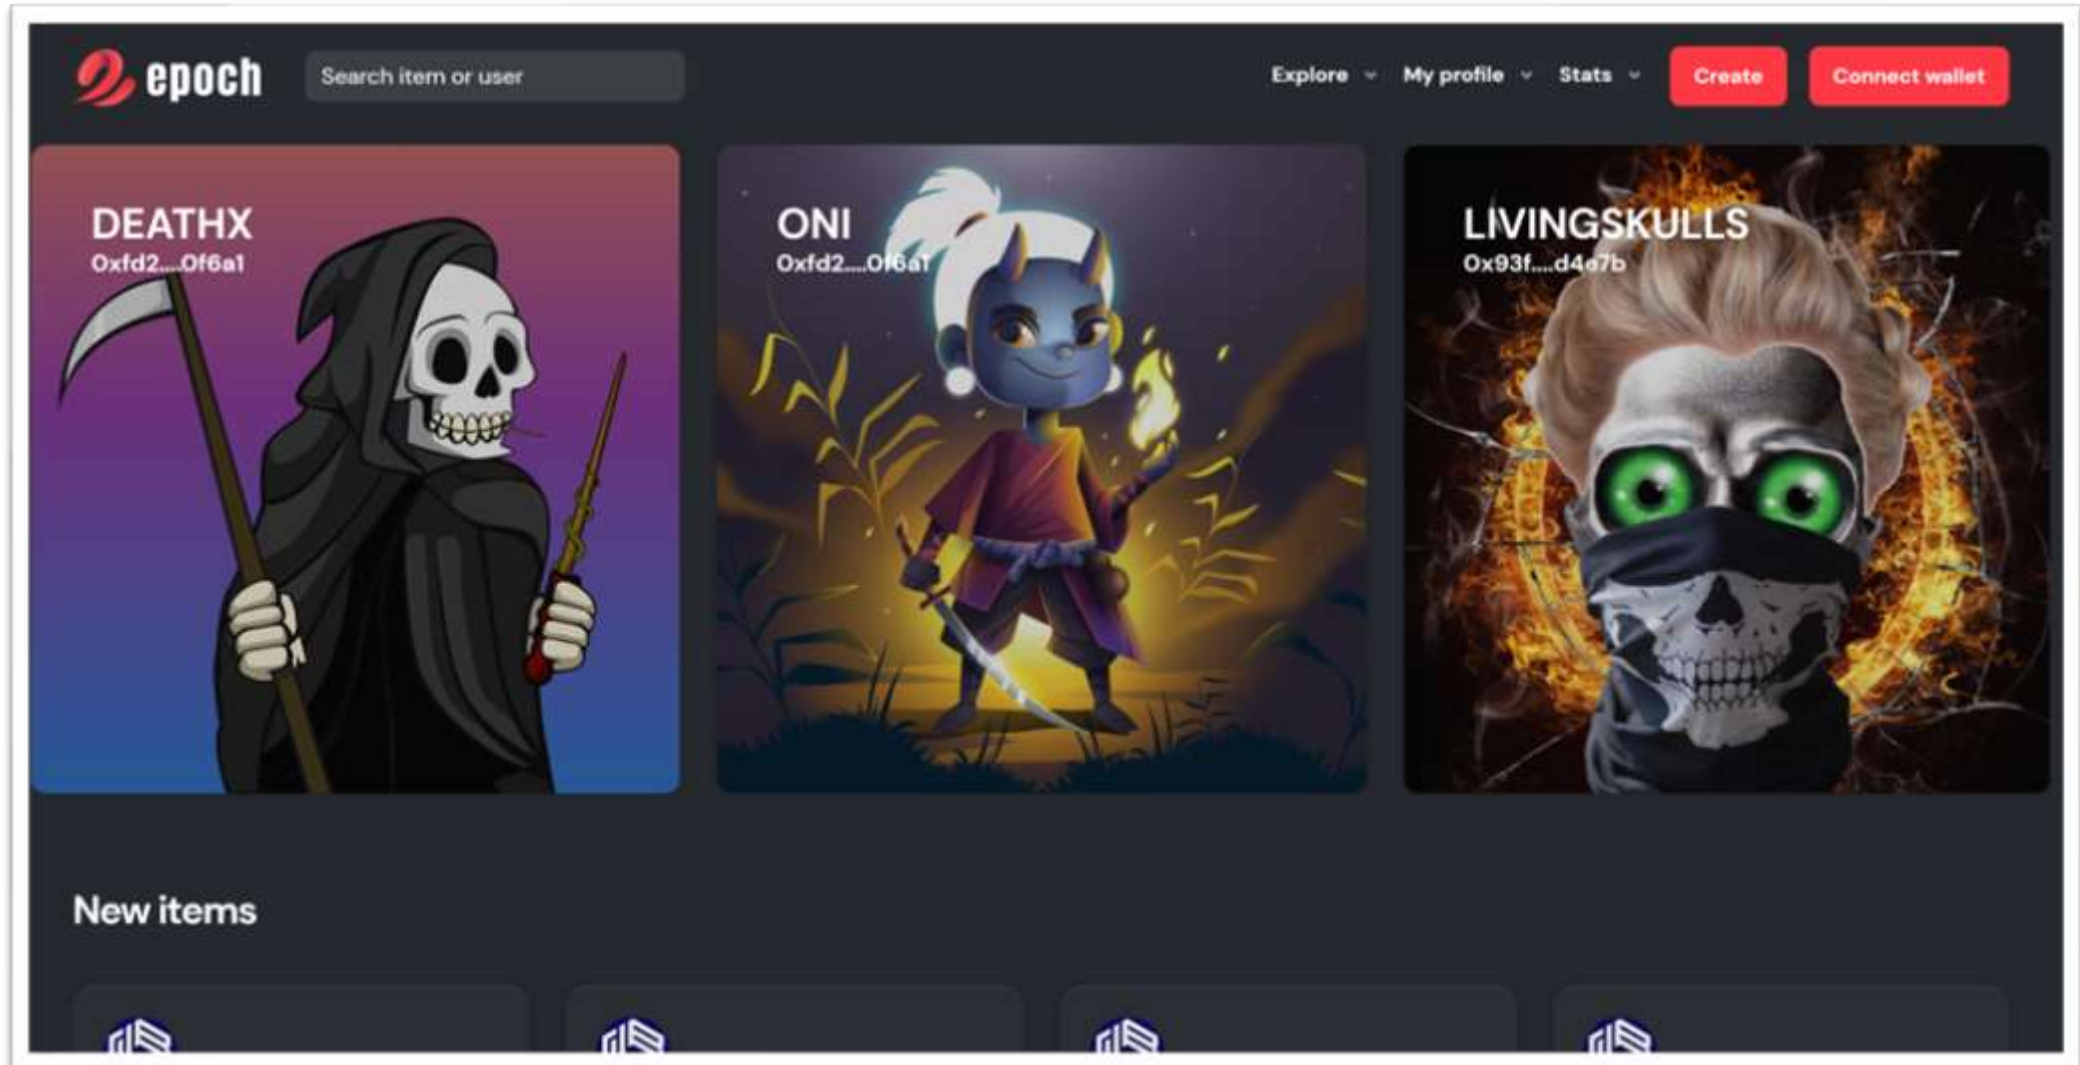 epoch
Search item or user
Explore
My profile
Stats
Create
Connect wallet
DEATHX
0xfd2....0f6a1
ONI
0xfd2....0f6a1
LIVINGSKULLS
0x93f....d4e7b
New items